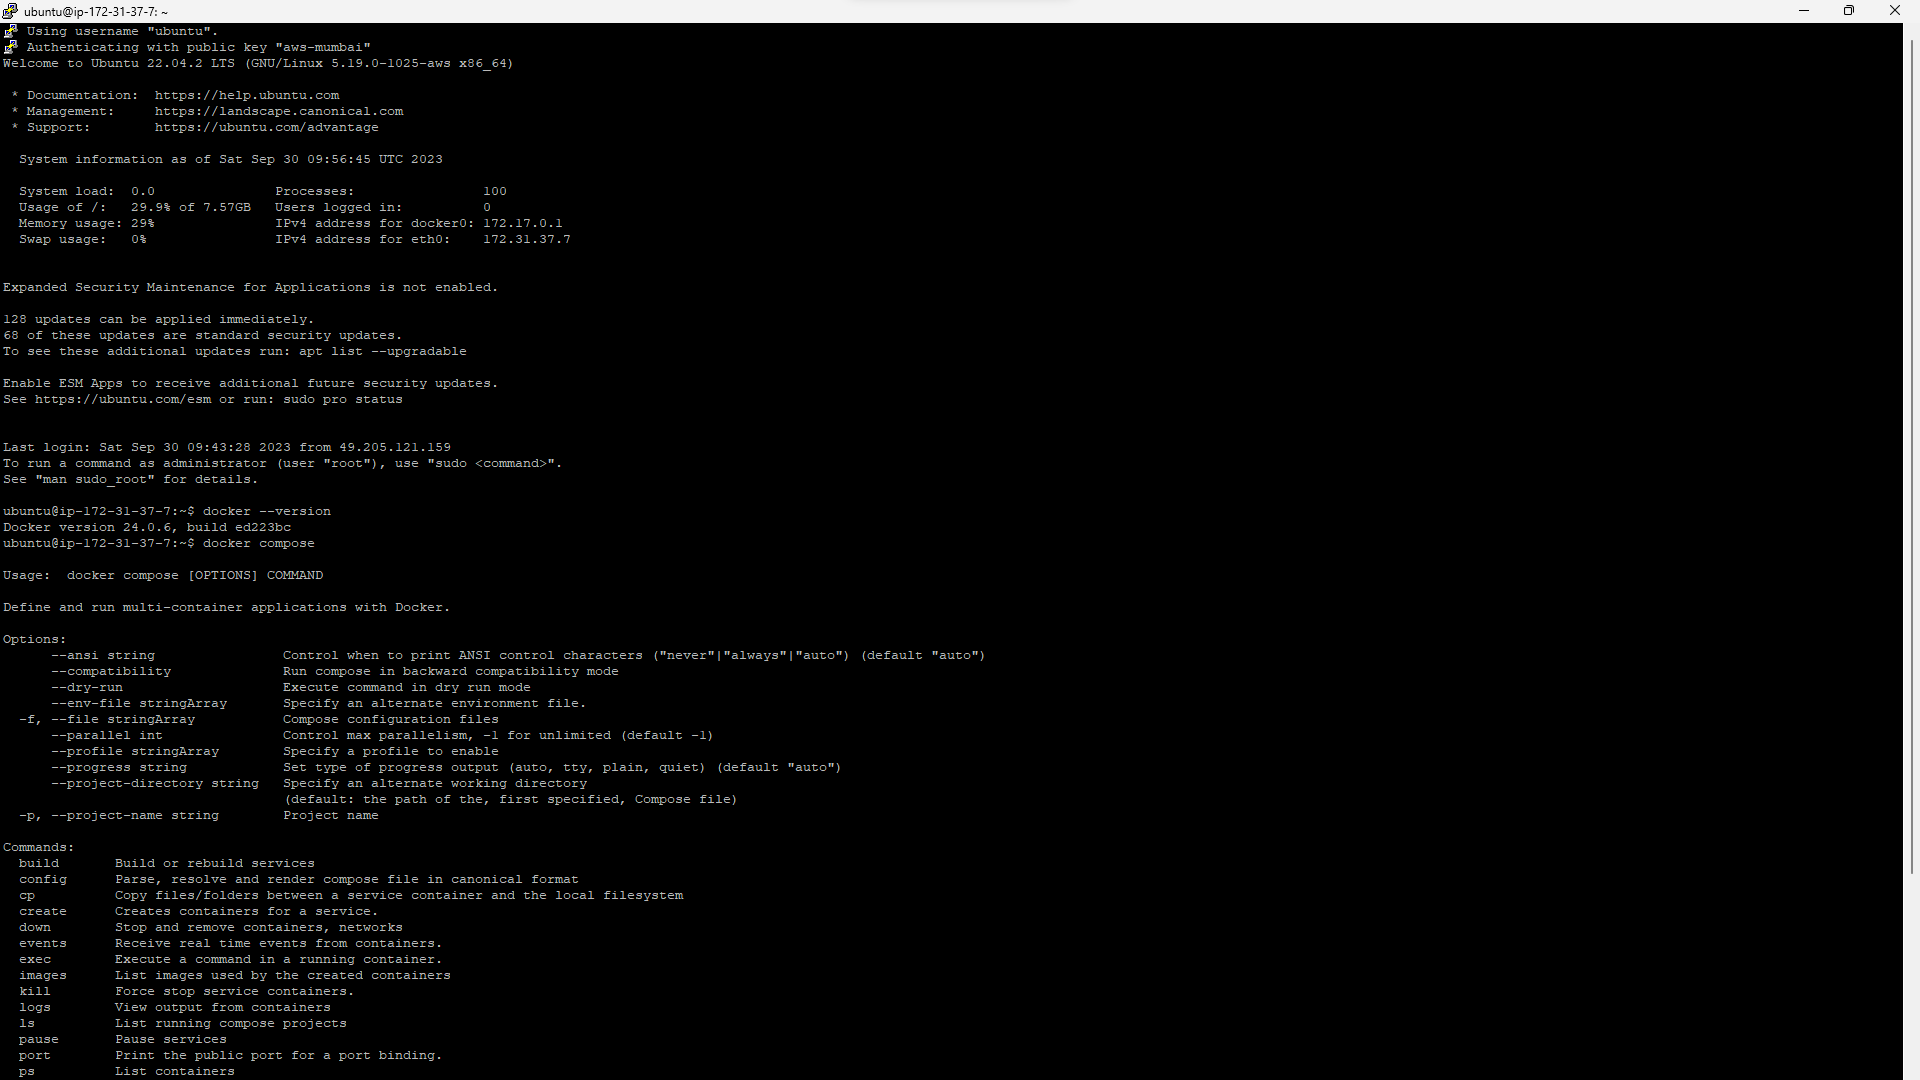 ubuntu@ip-172-31-37-7: ~
Using username "ubuntu".
Authenticating with public key "aws-mumbai"
Welcome to Ubuntu 22.04.2 LTS (GNU/Linux 5.19.0-1025-aws x86_64)
* Documentation:  https://help.ubuntu.com
* Management:     https://landscape.canonical.com
* Support:        https://ubuntu.com/advantage
System information as of Sat Sep 30 09:56:45 UTC 2023
System load:  0.0               Processes:                100
Usage of /:   29.9% of 7.57GB   Users logged in:          0
Memory usage: 29%               IPv4 address for docker0: 172.17.0.1
Swap usage:   0%                IPv4 address for eth0:    172.31.37.7
Expanded Security Maintenance for Applications is not enabled.
128 updates can be applied immediately.
68 of these updates are standard security updates.
To see these additional updates run: apt list --upgradable
Enable ESM Apps to receive additional future security updates.
See https://ubuntu.com/esm or run: sudo pro status
Last login: Sat Sep 30 09:43:28 2023 from 49.205.121.159
To run a command as administrator (user "root"), use "sudo <command>".
See "man sudo_root" for details.
ubuntu@ip-172-31-37-7:~$ docker --version
Docker version 24.0.6, build ed223bc
ubuntu@ip-172-31-37-7:~$ docker compose
Usage:  docker compose [OPTIONS] COMMAND
Define and run multi-container applications with Docker.
Options:
--ansi string                Control when to print ANSI control characters ("never"|"always"|"auto") (default "auto")
--compatibility              Run compose in backward compatibility mode
--dry-run                    Execute command in dry run mode
--env-file stringArray       Specify an alternate environment file.
-f, --file stringArray           Compose configuration files
--parallel int               Control max parallelism, -1 for unlimited (default -1)
--profile stringArray        Specify a profile to enable
--progress string            Set type of progress output (auto, tty, plain, quiet) (default "auto")
--project-directory string   Specify an alternate working directory
(default: the path of the, first specified, Compose file)
-p, --project-name string        Project name
Commands:
build       Build or rebuild services
config      Parse, resolve and render compose file in canonical format
cp          Copy files/folders between a service container and the local filesystem
create      Creates containers for a service.
down        Stop and remove containers, networks
events      Receive real time events from containers.
exec        Execute a command in a running container.
images      List images used by the created containers
kill        Force stop service containers.
logs        View output from containers
ls          List running compose projects
pause       Pause services
port        Print the public port for a port binding.
ps          List containers